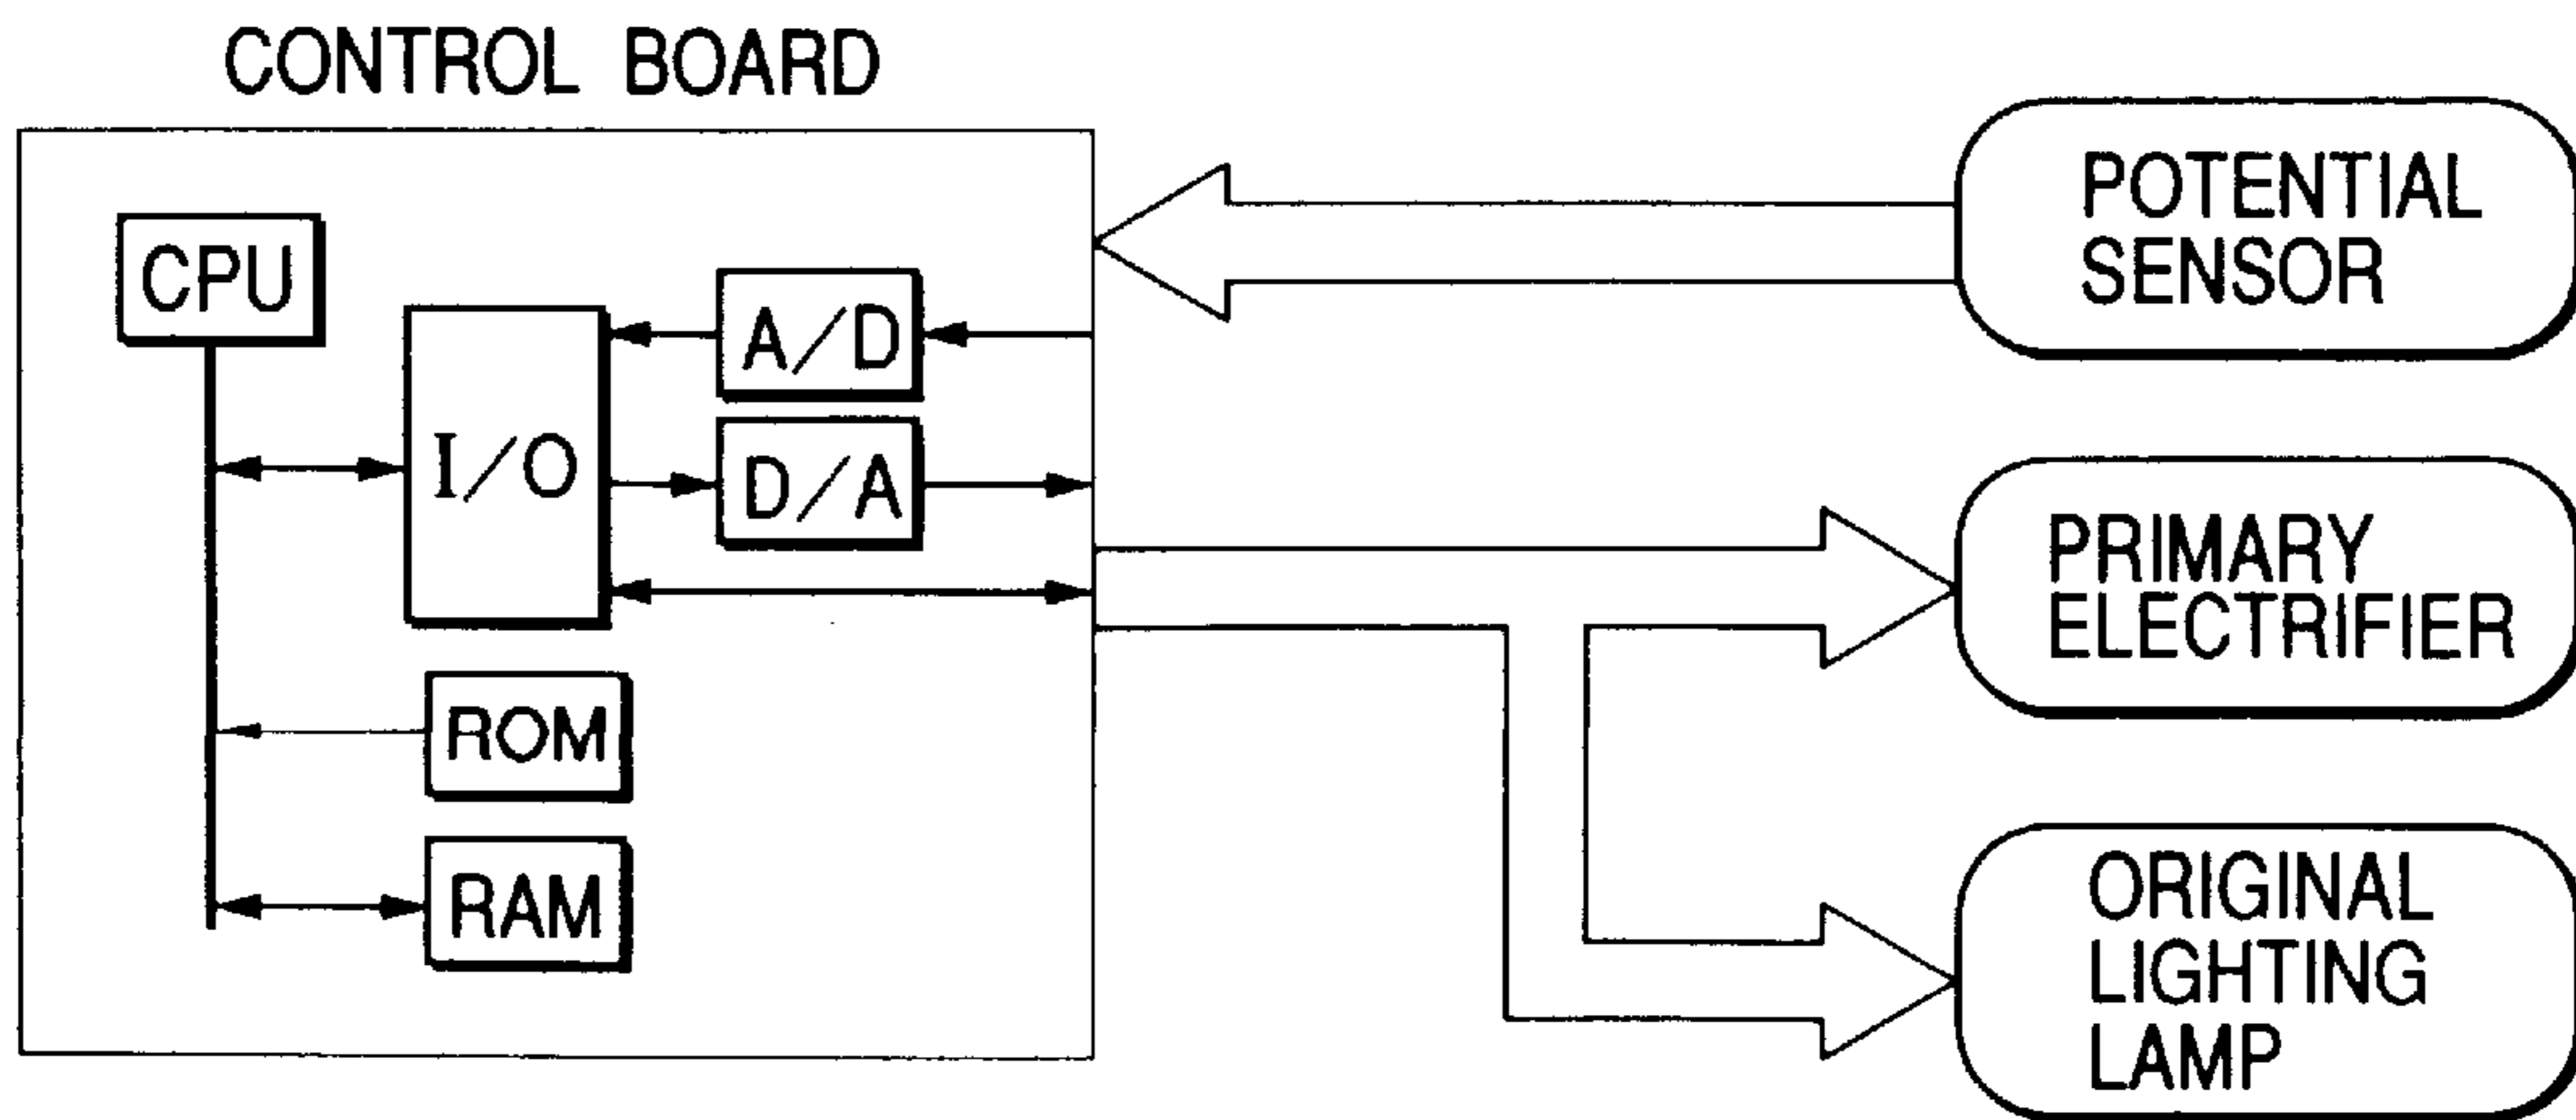 CONTROL BOARD
CPU
I/O
A/D
D/A
ROM
RAM
POTENTIAL
SENSOR
PRIMARY
ELECTRIFIER
ORIGINAL
LIGHTING
LAMP